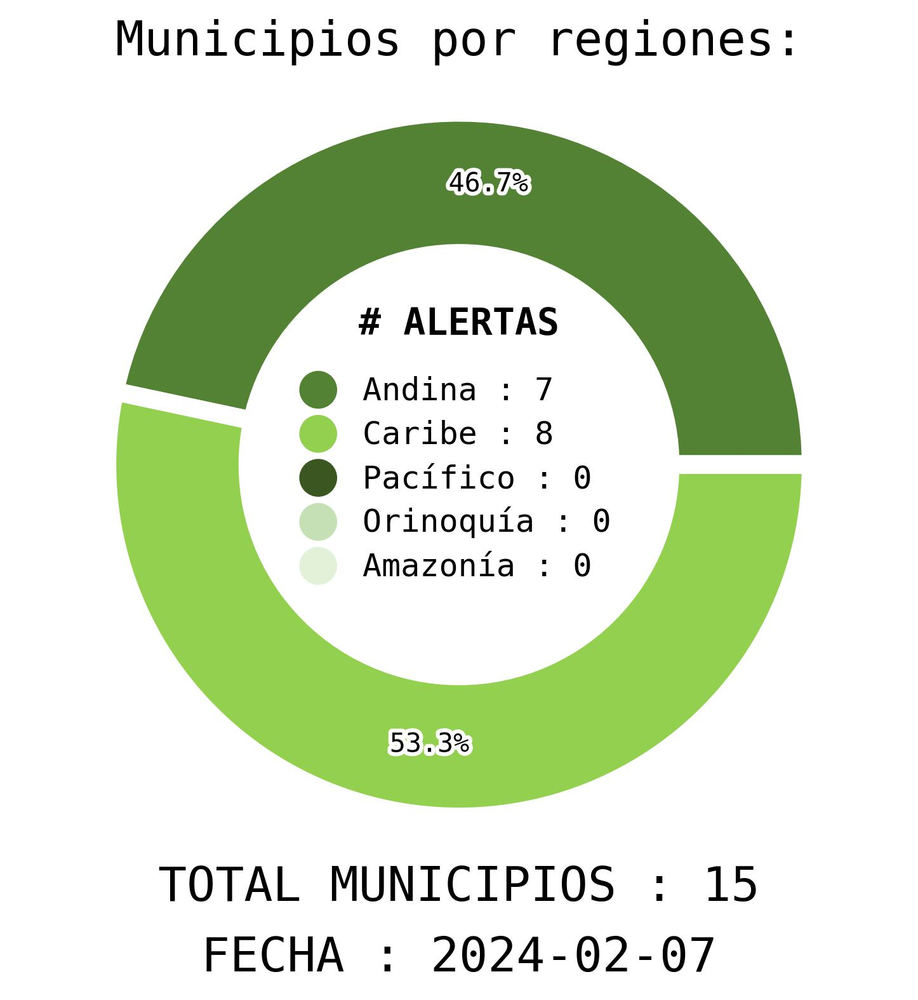 Municipios por regiones:
46.7%
# ALERTAS
Andina : 7
Caribe : 8
Pacífico : 0
Orinoquía : 0
Amazonía : 0
53.3%
TOTAL MUNICIPIOS : 15
FECHA : 2024-02-07